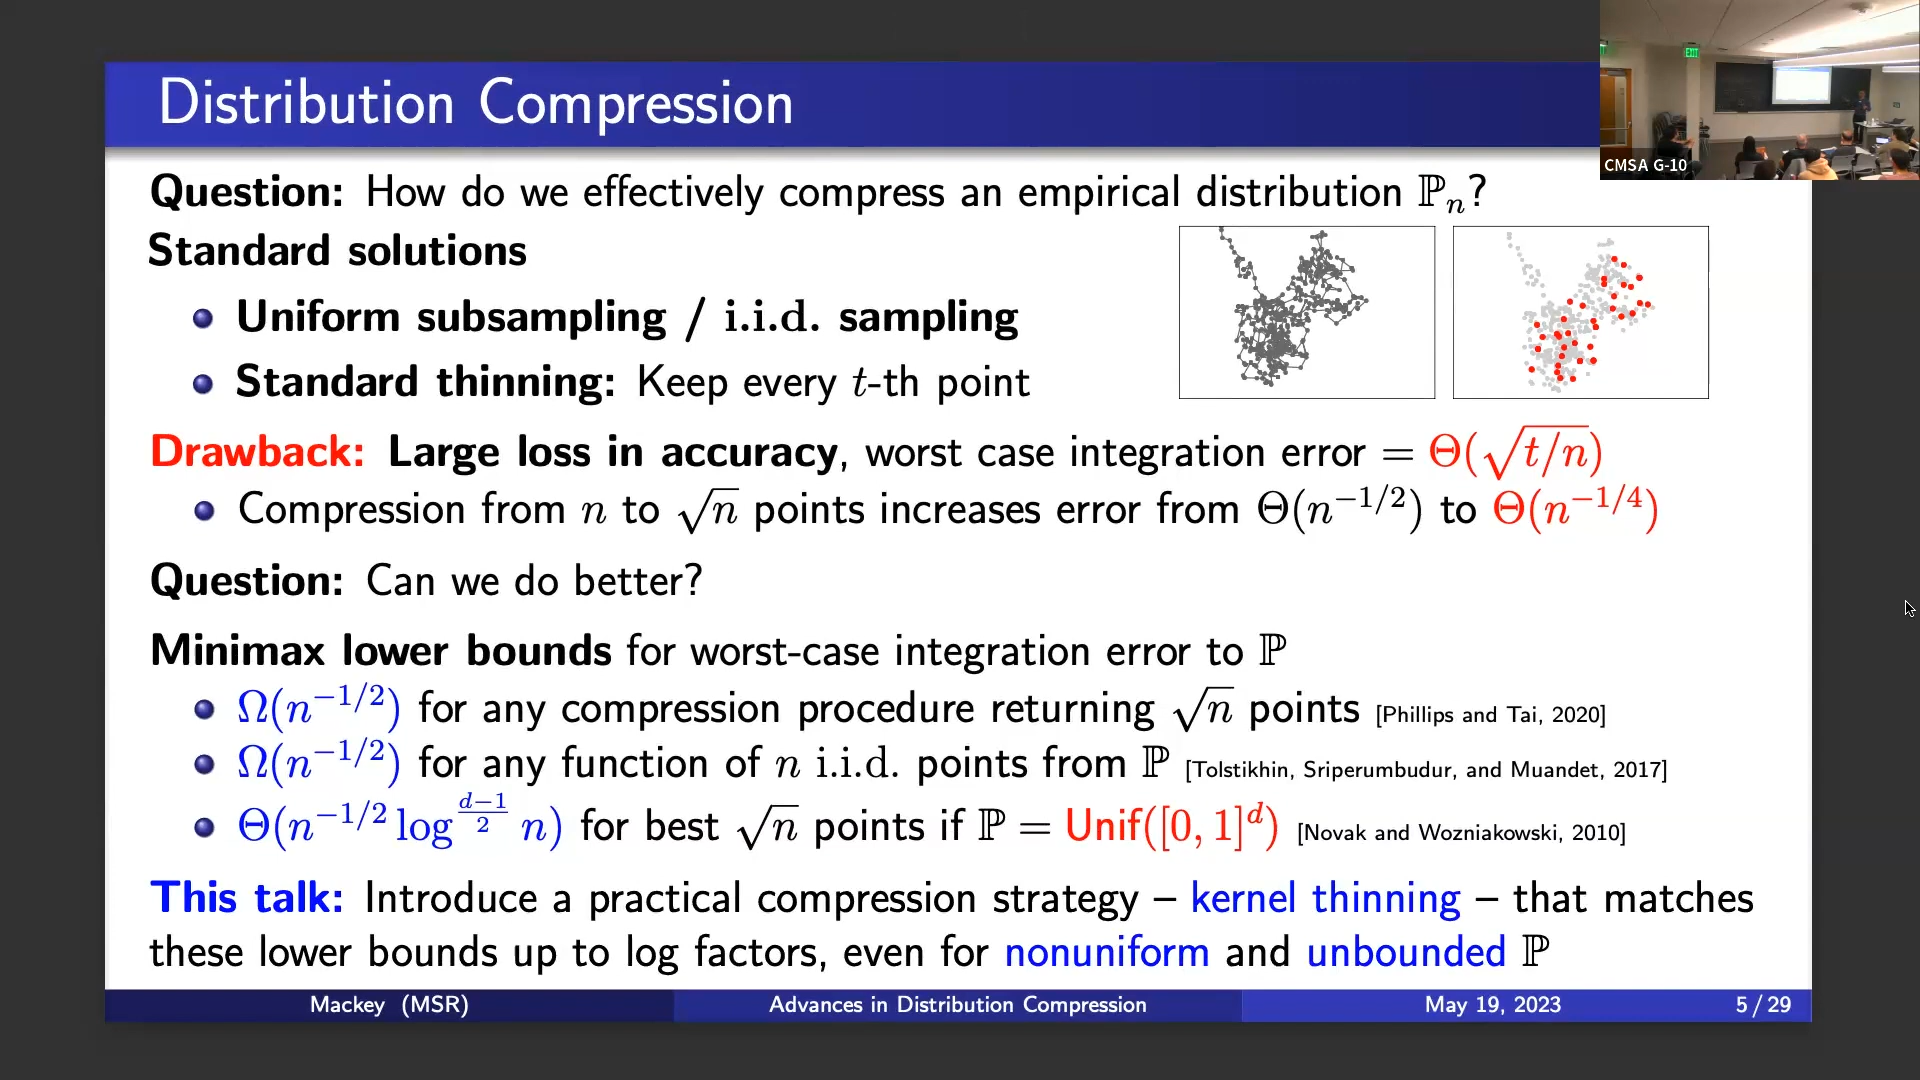 Distribution Compression
EXIT
CMSA G-10
Question: How do we effectively compress an empirical distribution ℙₙ?
Standard solutions
Uniform subsampling / i.i.d. sampling
Standard thinning: Keep every t-th point
Drawback: Large loss in accuracy, worst case integration error = Θ(√(t/n))
Compression from n to √n points increases error from Θ(n^{-1/2}) to Θ(n^{-1/4})
Question: Can we do better?
Minimax lower bounds for worst-case integration error to ℙ
Ω(n^{-1/2}) for any compression procedure returning √n points [Phillips and Tai, 2020]
Ω(n^{-1/2}) for any function of n i.i.d. points from ℙ [Tolstikhin, Sriperumbudur, and Muandet, 2017]
Θ(n^{-1/2} log^{\frac{d-1}{2}} n) for best √n points if ℙ = Unif([0, 1]^d) [Novak and Wozniakowski, 2010]
This talk: Introduce a practical compression strategy – kernel thinning – that matches
these lower bounds up to log factors, even for nonuniform and unbounded ℙ
Mackey (MSR) Advances in Distribution Compression May 19, 2023 5 / 29